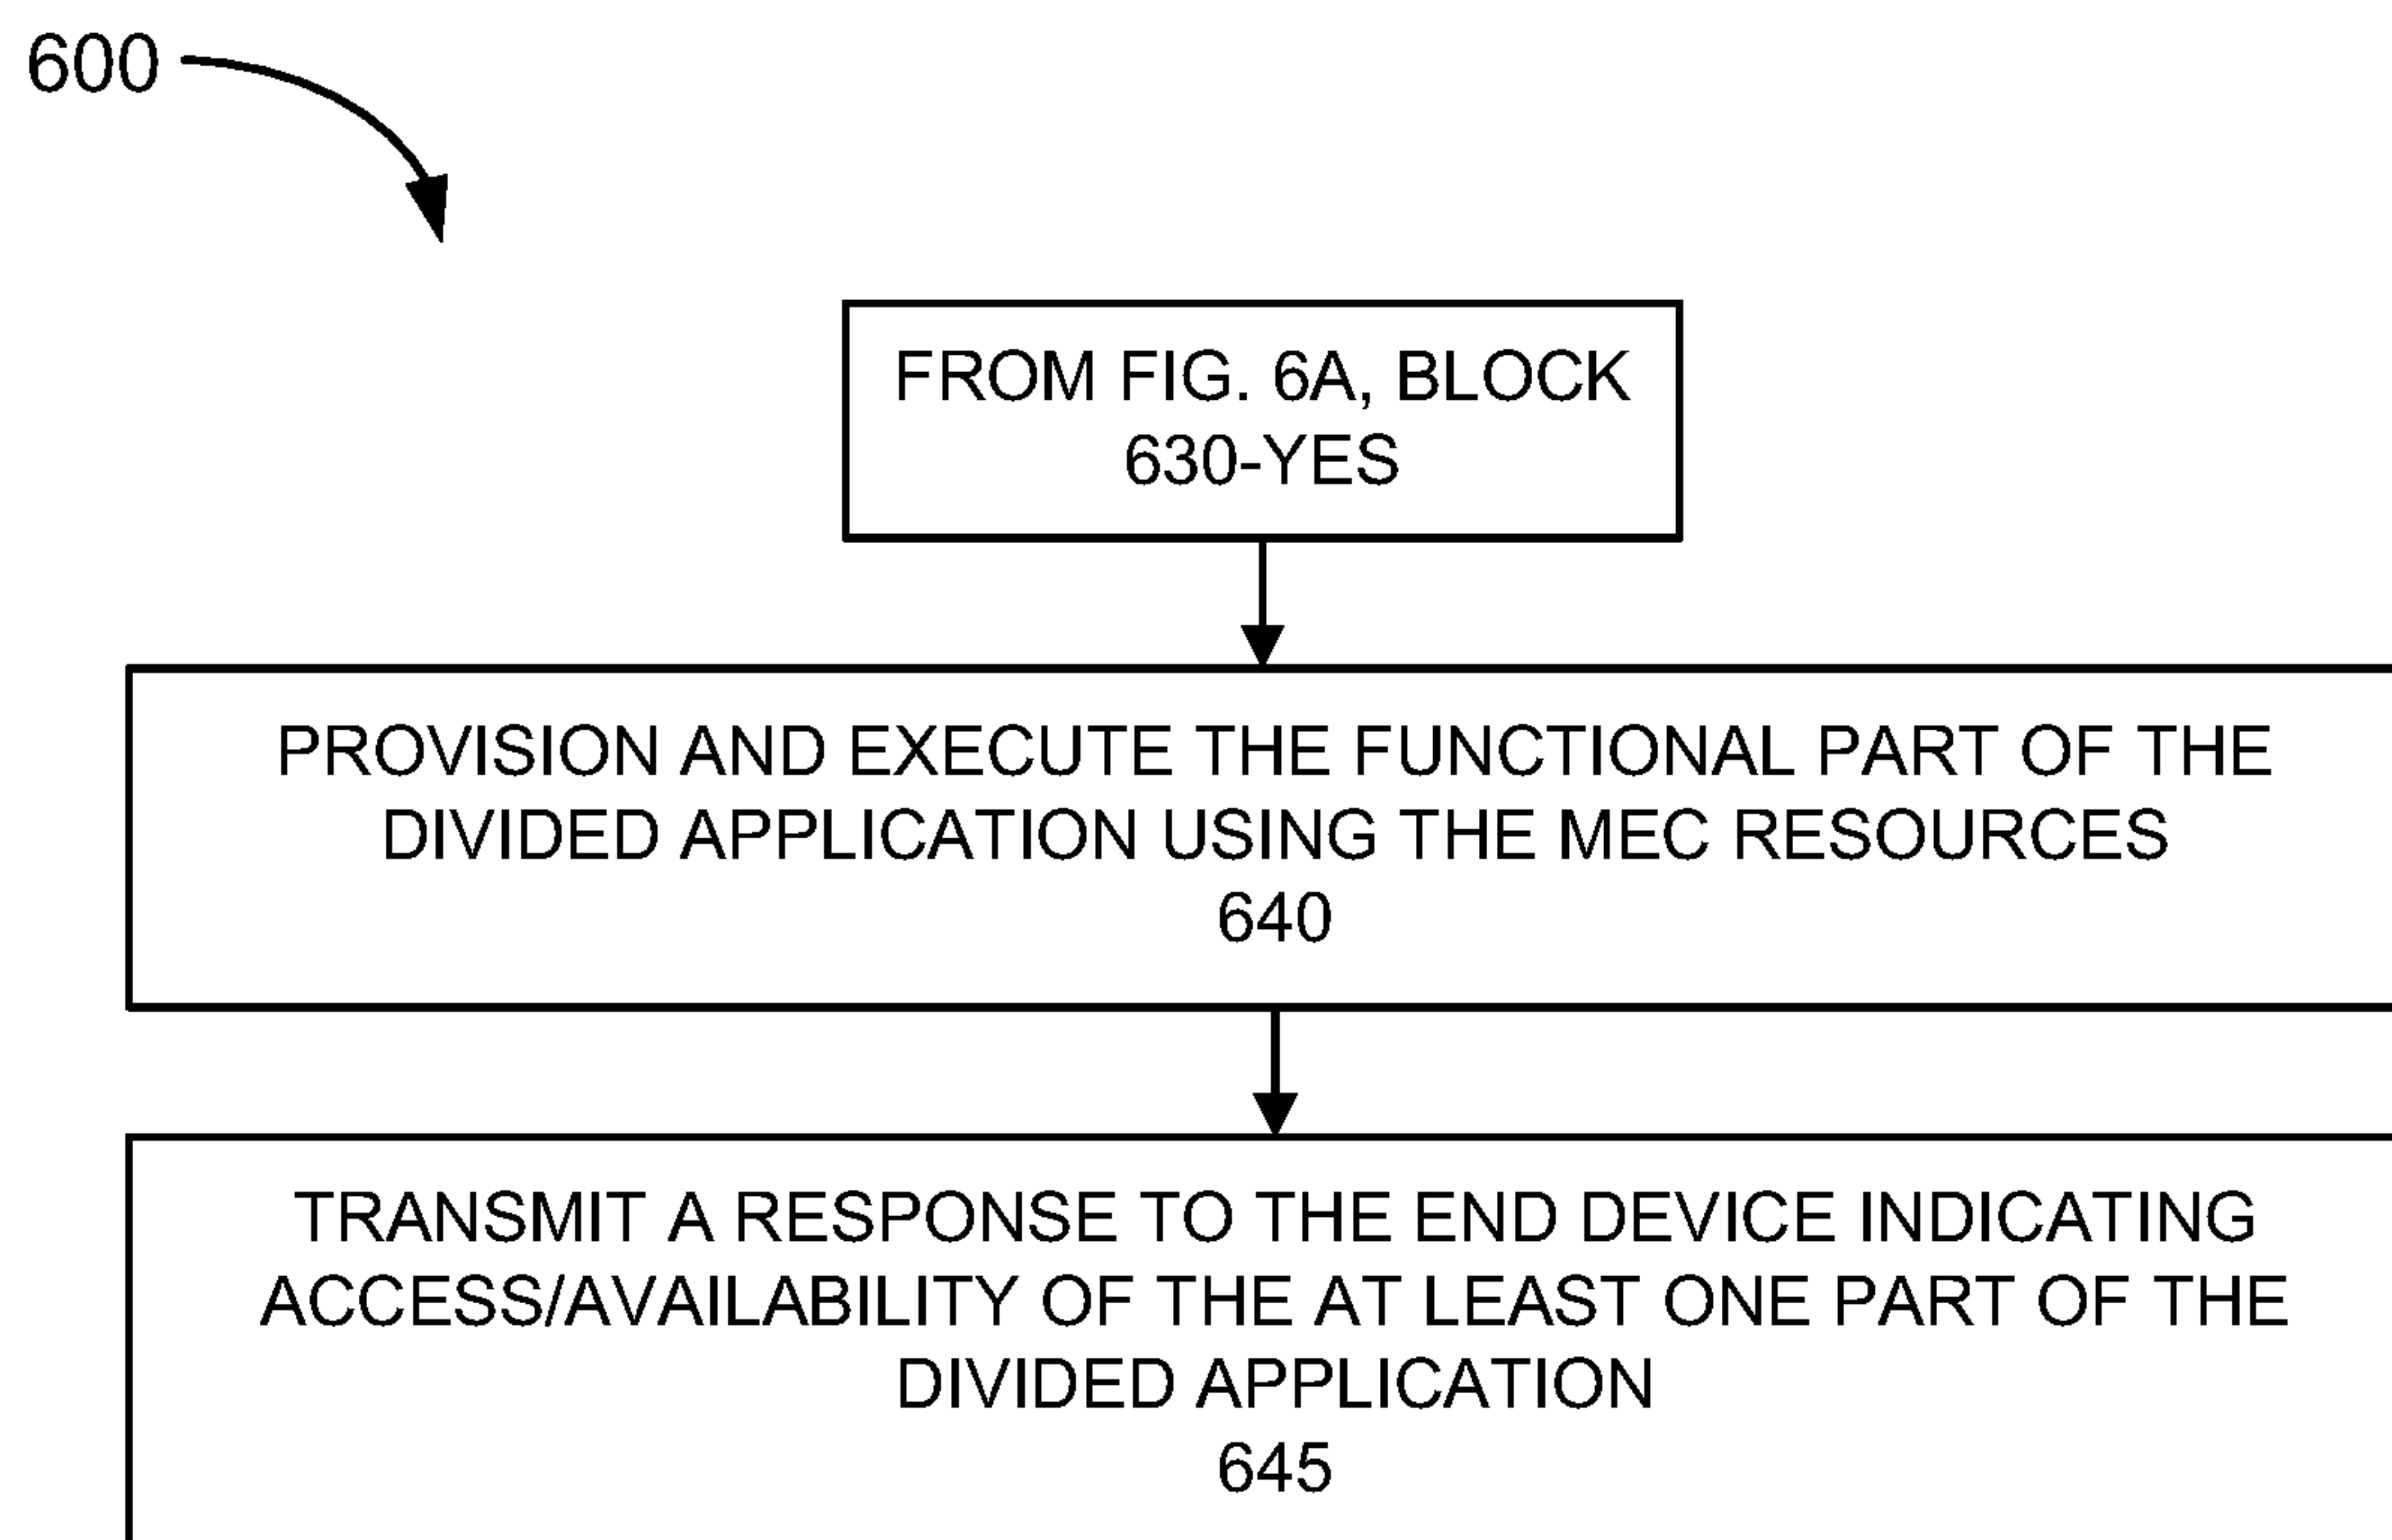 600
FROM FIG. 6A, BLOCK
630-YES
PROVISION AND EXECUTE THE FUNCTIONAL PART OF THE
DIVIDED APPLICATION USING THE MEC RESOURCES
640
TRANSMIT A RESPONSE TO THE END DEVICE INDICATING
ACCESS/AVAILABILITY OF THE AT LEAST ONE PART OF THE
DIVIDED APPLICATION
645